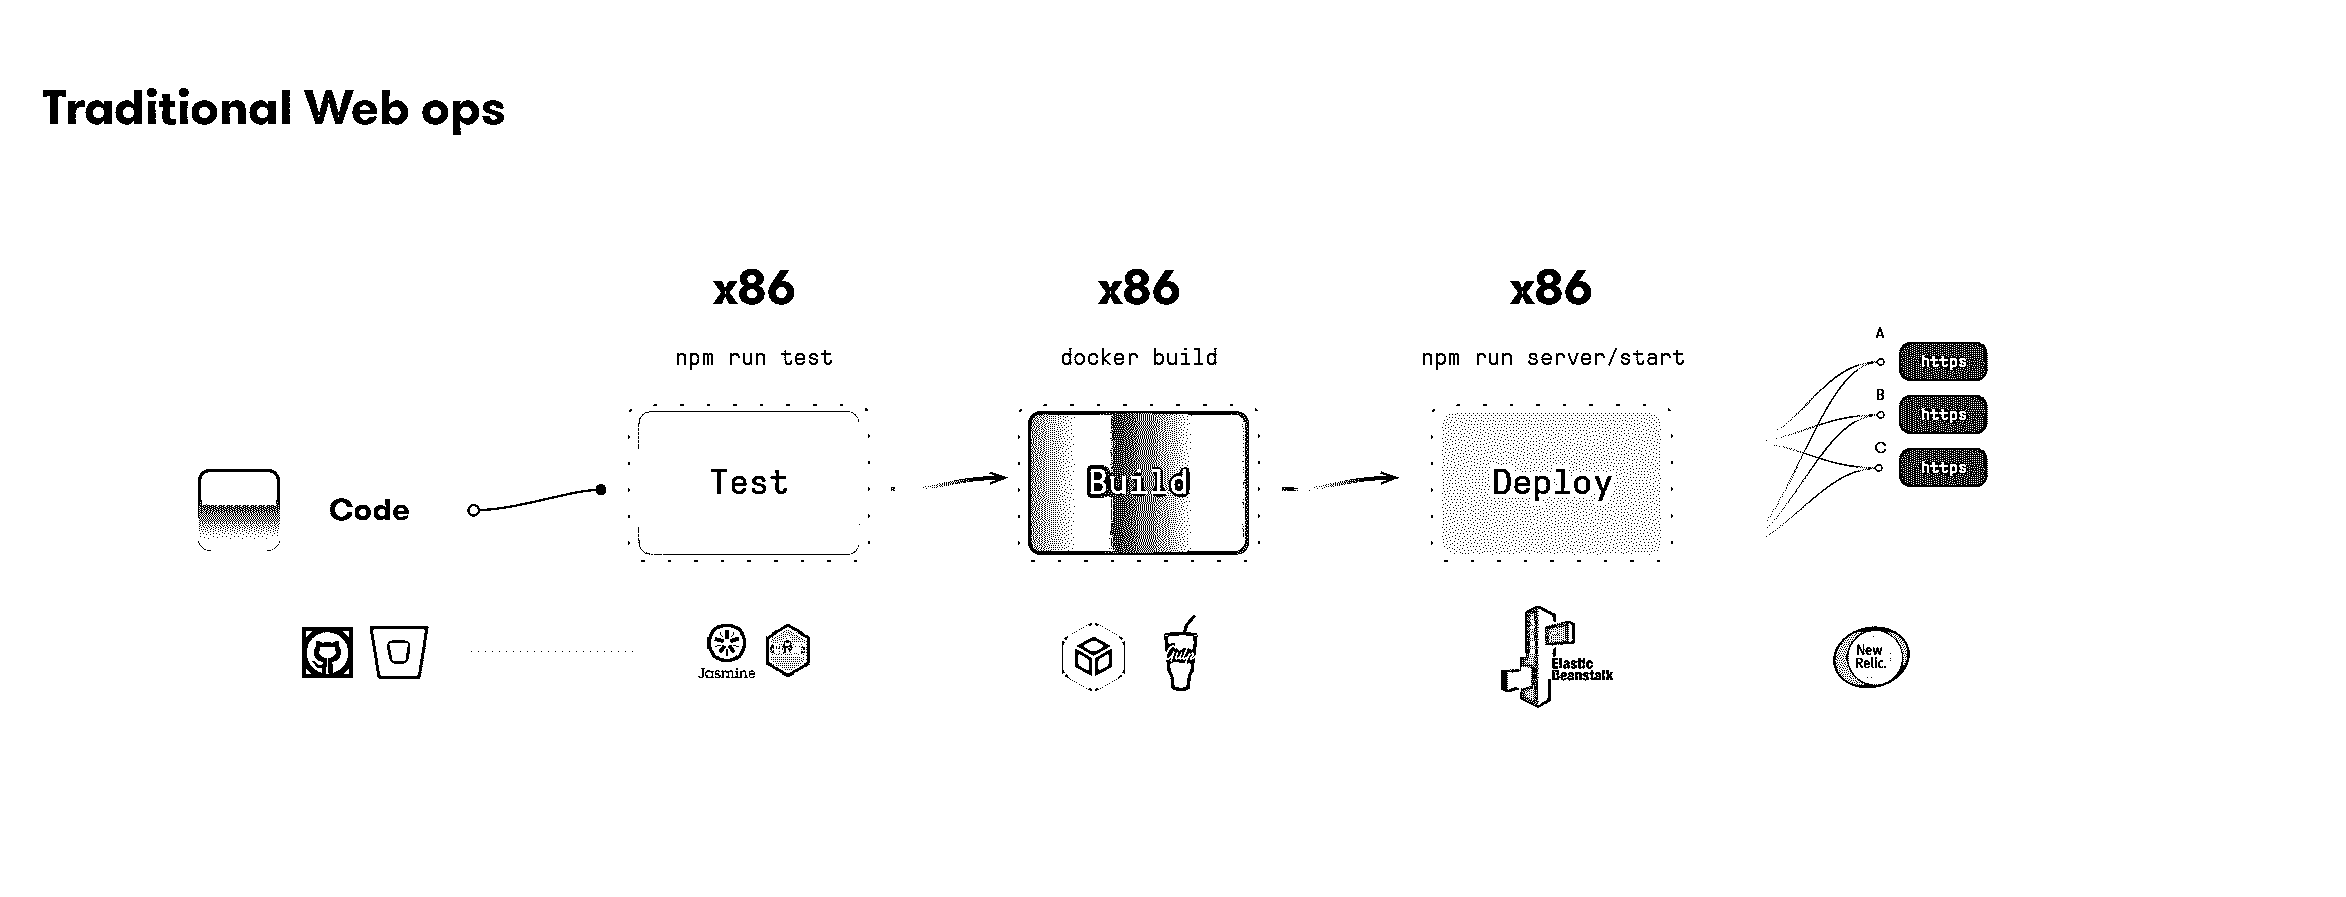 Traditional Web ops
x86
x86
x86
npm run test
docker build
npm run server/start
A
https
B
https
C
https
Code
Test
Build
Deploy
Jasmine
Elastic
Beanstalk
New
Relic.